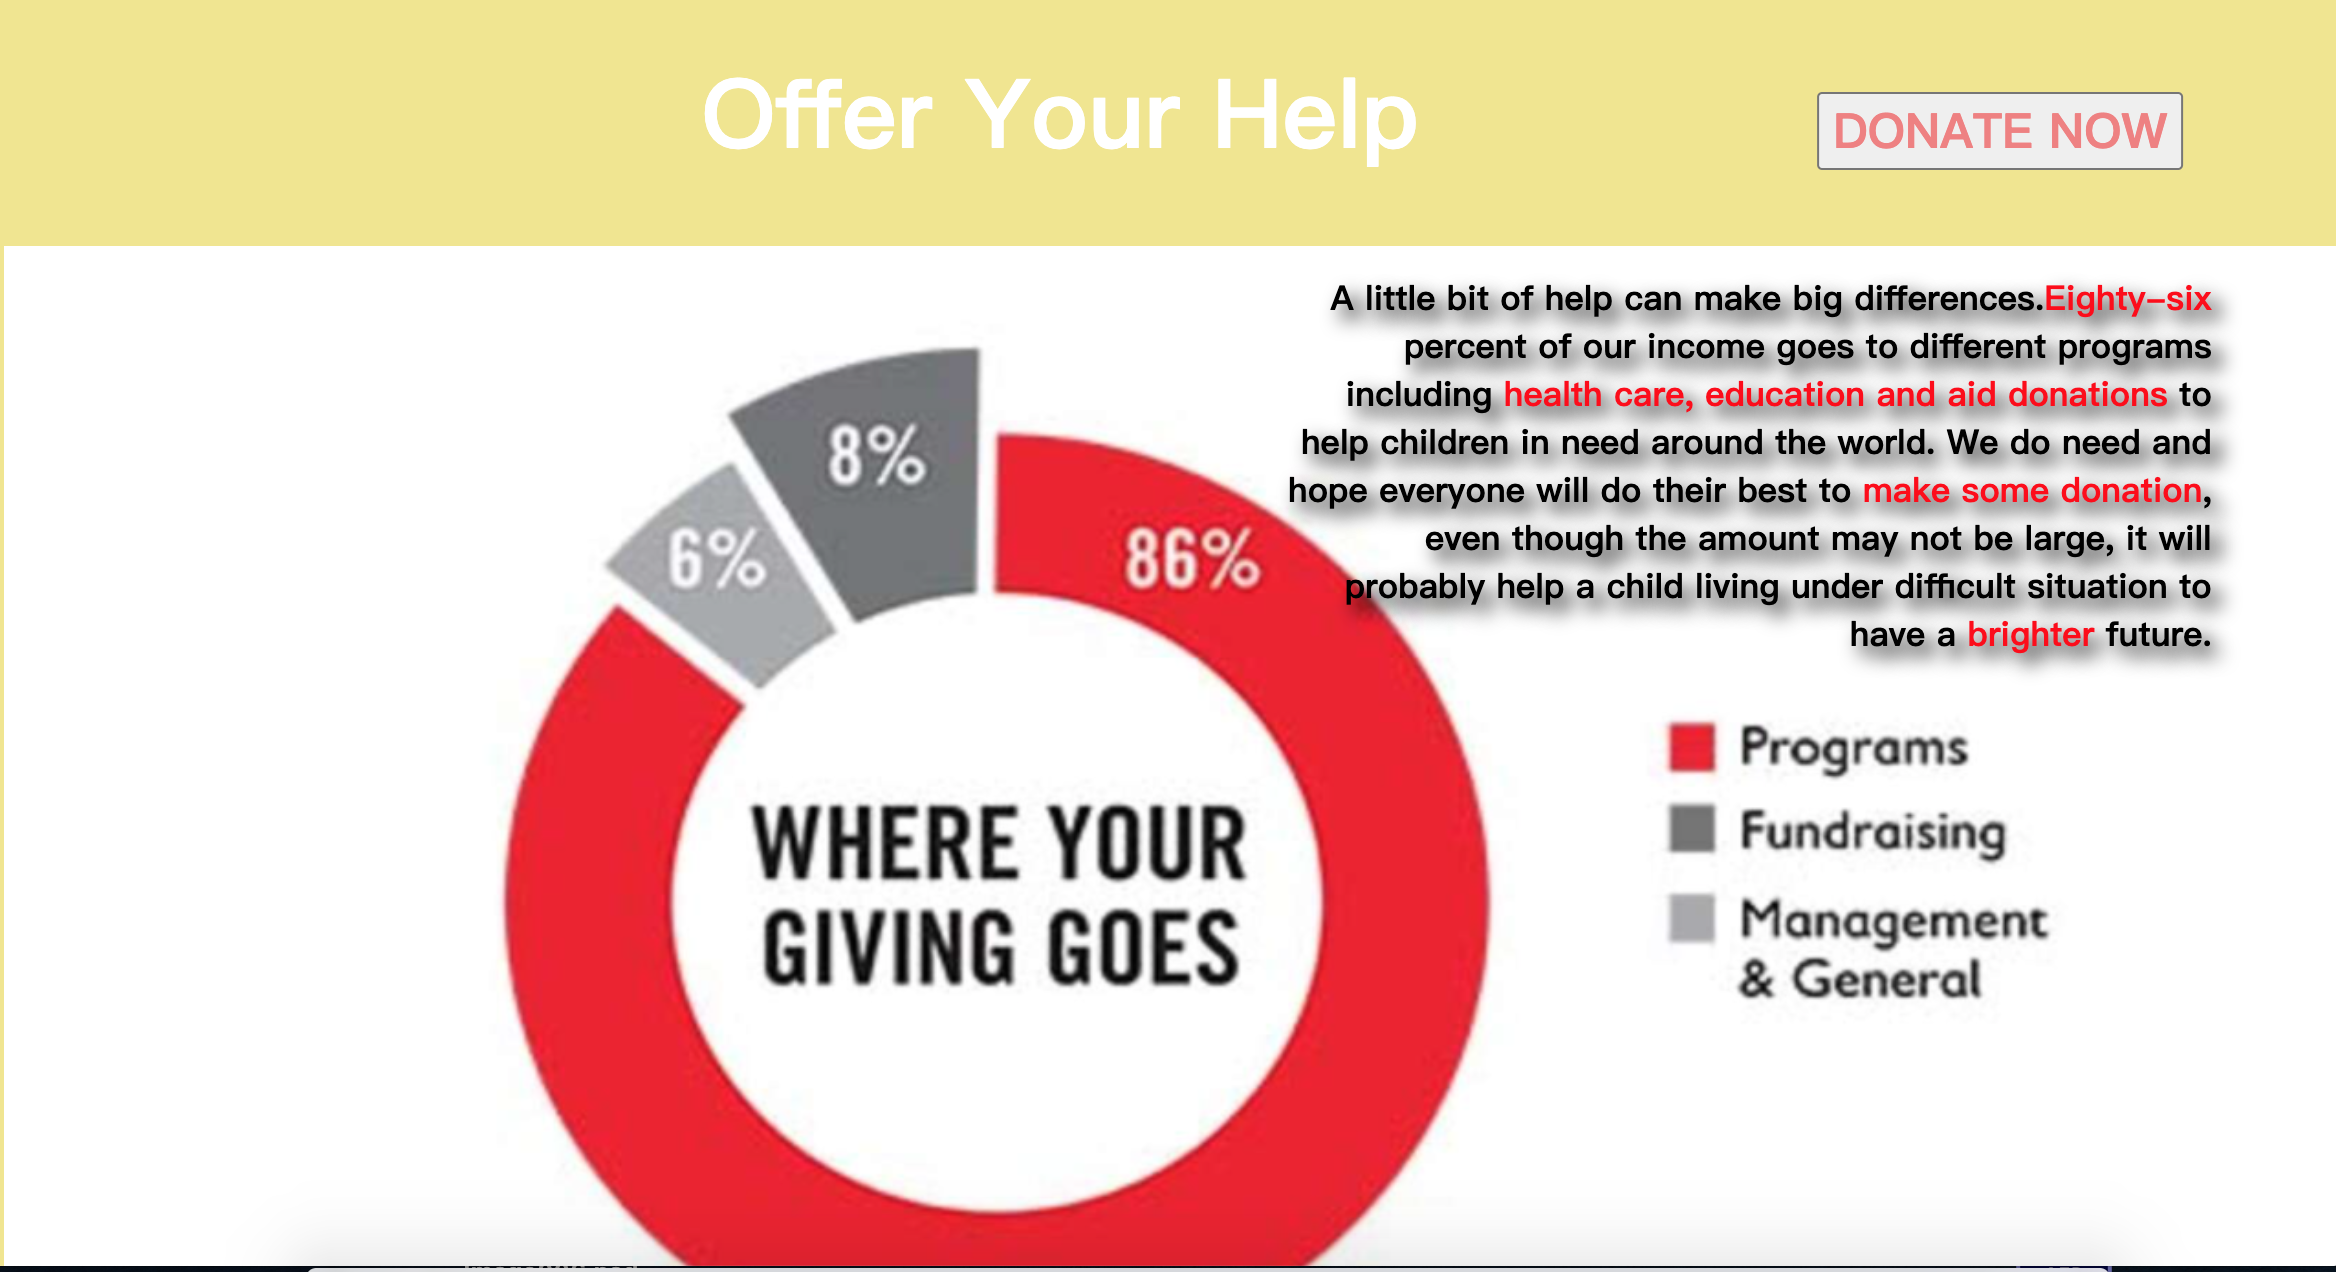 Offer Your Help
DONATE NOW
A little bit of help can make big differences.Eighty-six
percent of our income goes to different programs
including health care, education and aid donations to
help children in need around the world. We do need and
hope everyone will do their best to make some donation,
even though the amount may not be large, it will
probably help a child living under difficult situation to
have a brighter future.
8%
6%
86%
WHERE YOUR
GIVING GOES
Programs
Fundraising
Management
& General